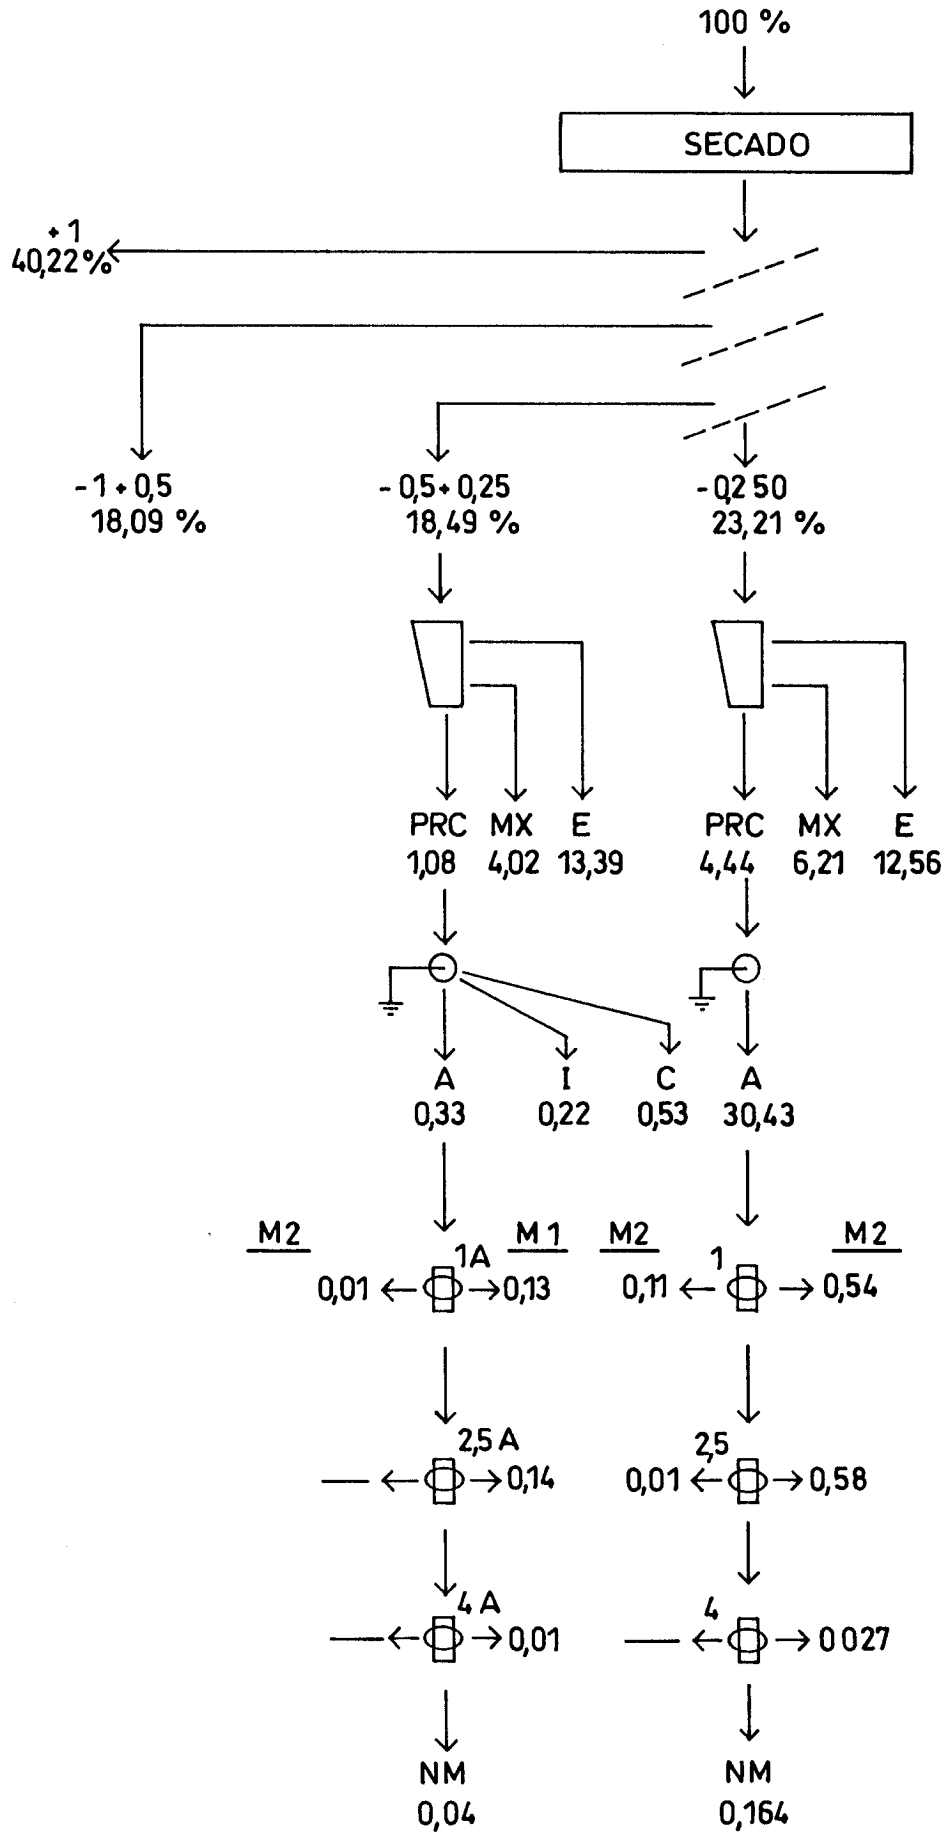 100 %
SECADO
+ 1
40,22 %
- 1 + 0,5
18,09 %
- 0,5 + 0,25
18,49 %
- 0,250
23,21 %
PRC MX E
1,08 4,02 13,39
PRC MX E
4,44 6,21 12,56
A I C A
0,33 0,22 0,53 30,43
M2 M1 M2 M2
1A 1
0,01 0,13 0,11 0,54
2,5 A 2,5
0,14 0,01 0,58
4 A 4
0,01 0027
NM NM
0,04 0,164